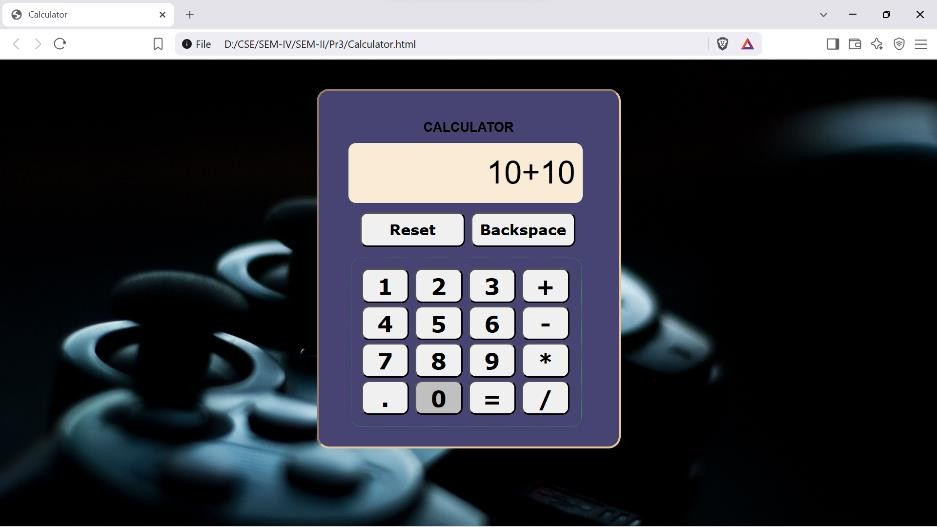 Calculator
File D:/CSE/SEM-IV/SEM-II/Pr3/Calculator.html
CALCULATOR
10+10
Reset Backspace
1 2 3 +
4 5 6 -
7 8 9 *
. 0 = /